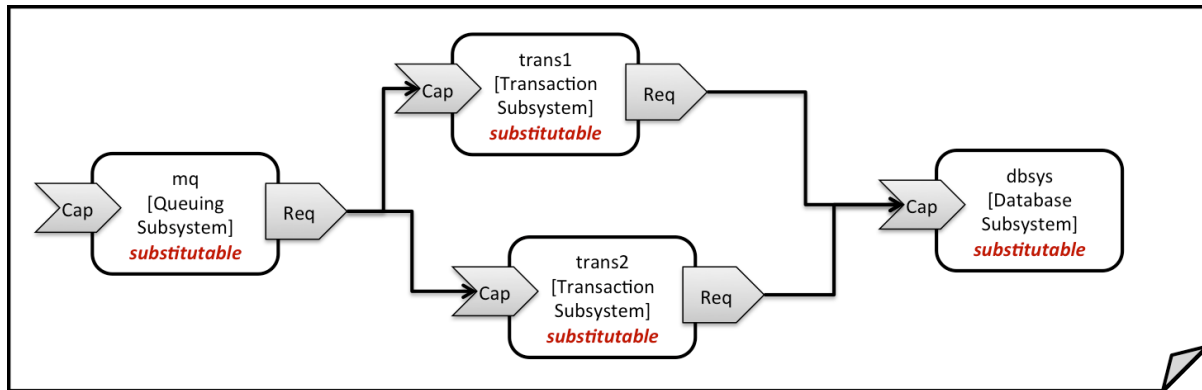 Cap
mq
[Queuing
Subsystem]
substitutable
Req
Cap
trans1
[Transaction
Subsystem]
substitutable
Req
Cap
trans2
[Transaction
Subsystem]
substitutable
Req
Cap
dbsys
[Database
Subsystem]
substitutable